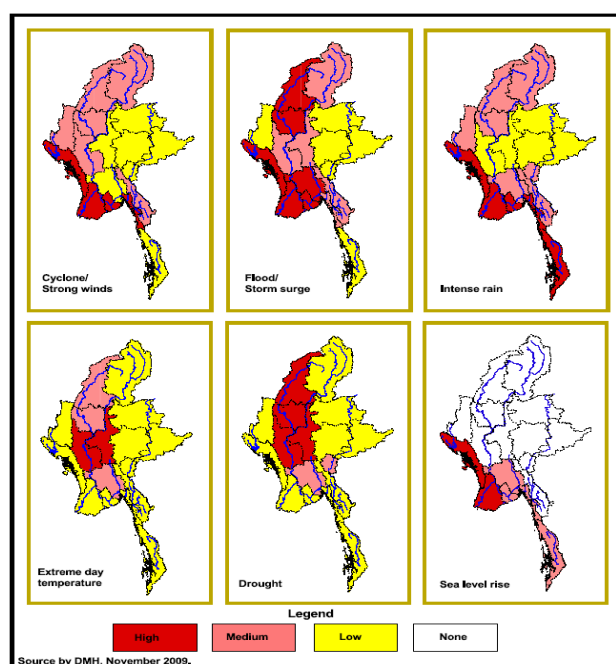 Cyclone/
Strong winds
Flood/
Storm surge
Intense rain
Extreme day
temperature
Drought
Sea level rise
Legend
High
Medium
Low
None
Source by DMH, November 2009.